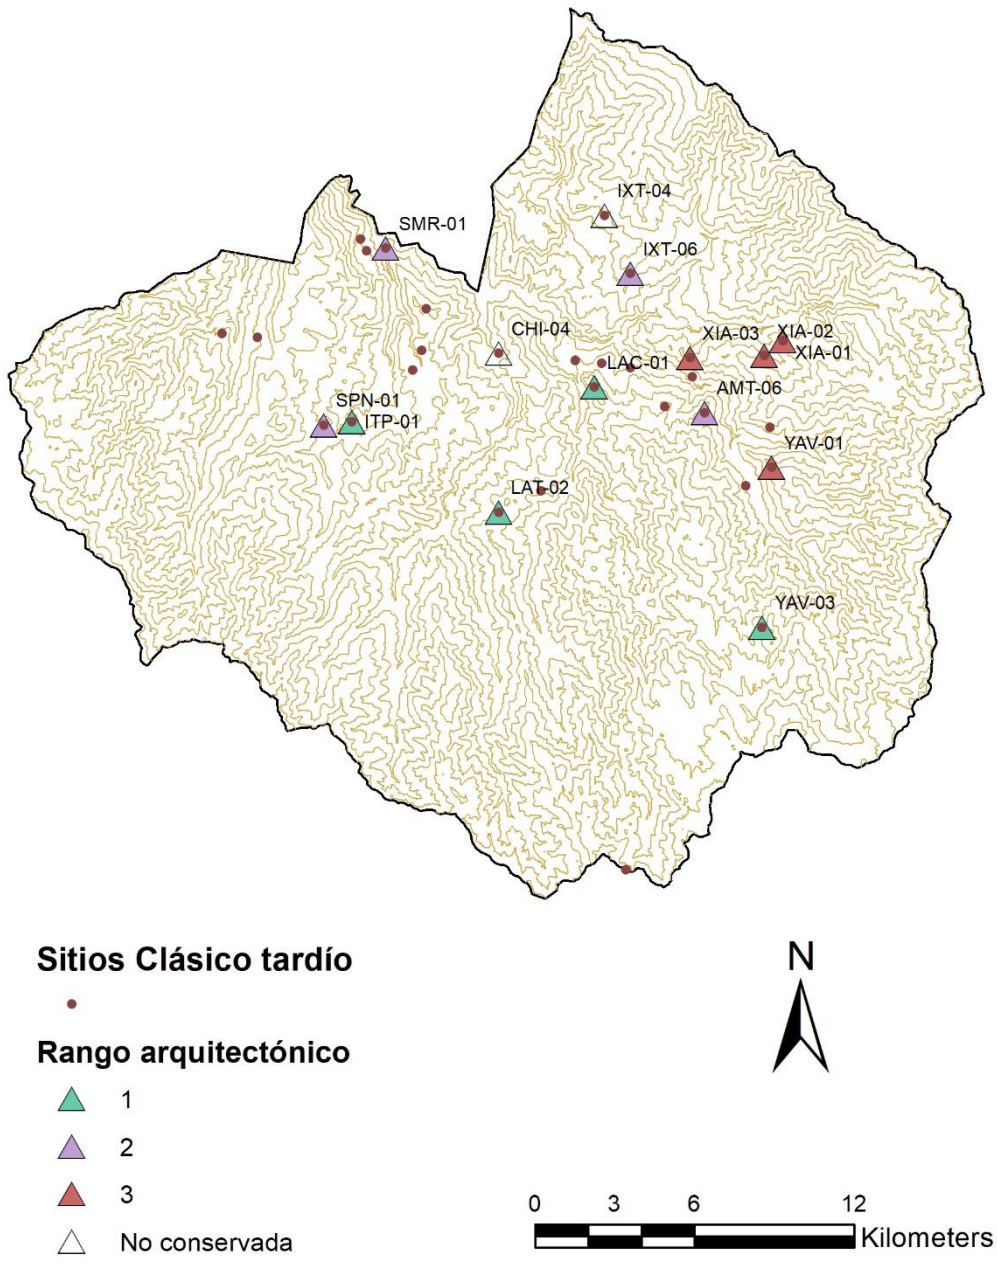 IXT-04
SMR-01
IXT-06
CHI-04
XIA-03
XIA-02
XIA-01
LAC-01
AMT-06
SPN-01
ITP-01
YAV-01
LAT-02
YAV-03
Sitios Clásico tardío
N
Rango arquitectónico
1
2
3
No conservada
0 3 6 12
Kilometers